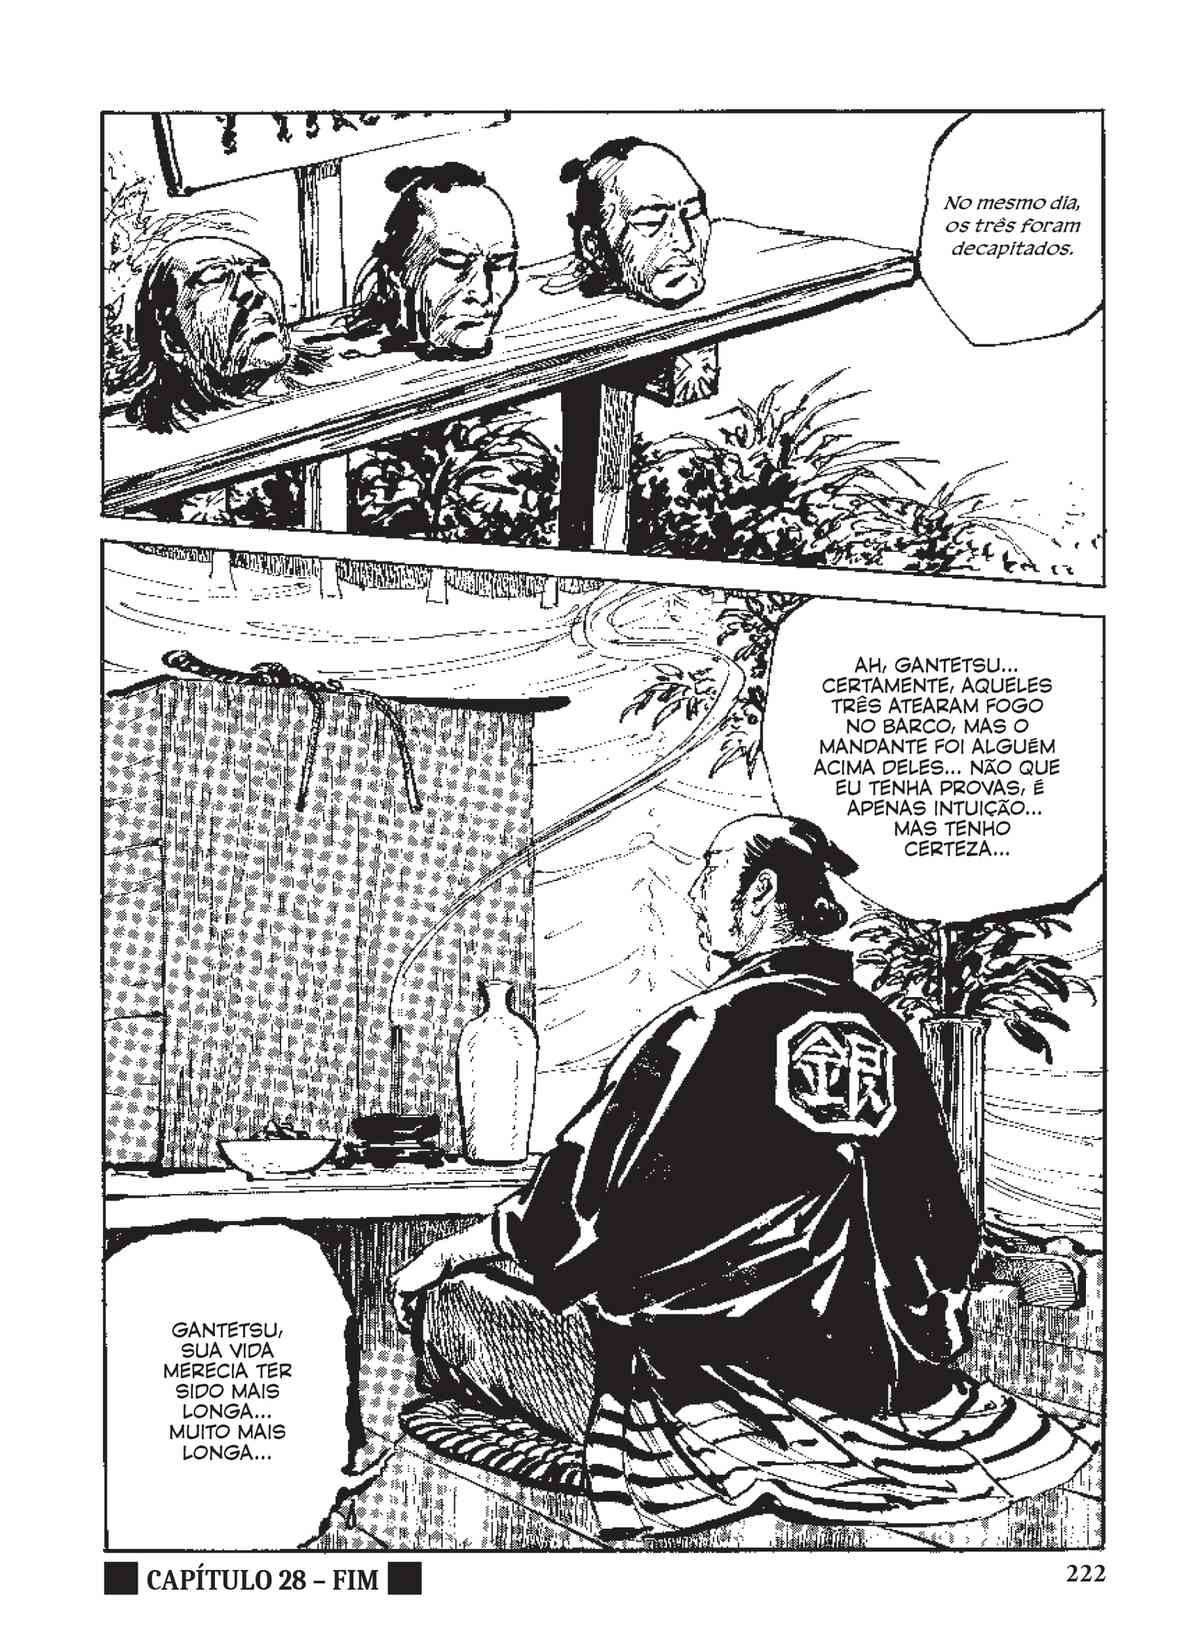 No mesmo dia,
os três foram
decapitados.
AH, GANTETSU...
CERTAMENTE, AQUELES
TRÊS ATEARAM FOGO
NO BARCO, MAS O
MANDANTE FOI ALGUÉM
ACIMA DELES... NÃO QUE
EU TENHA PROVAS, É
APENAS INTUIÇÃO...
MAS TENHO
CERTEZA...
銀
GANTETSU,
SUA VIDA
MERECIA TER
SIDO MAIS
LONGA...
MUITO MAIS
LONGA...
CAPÍTULO 28 – FIM
222